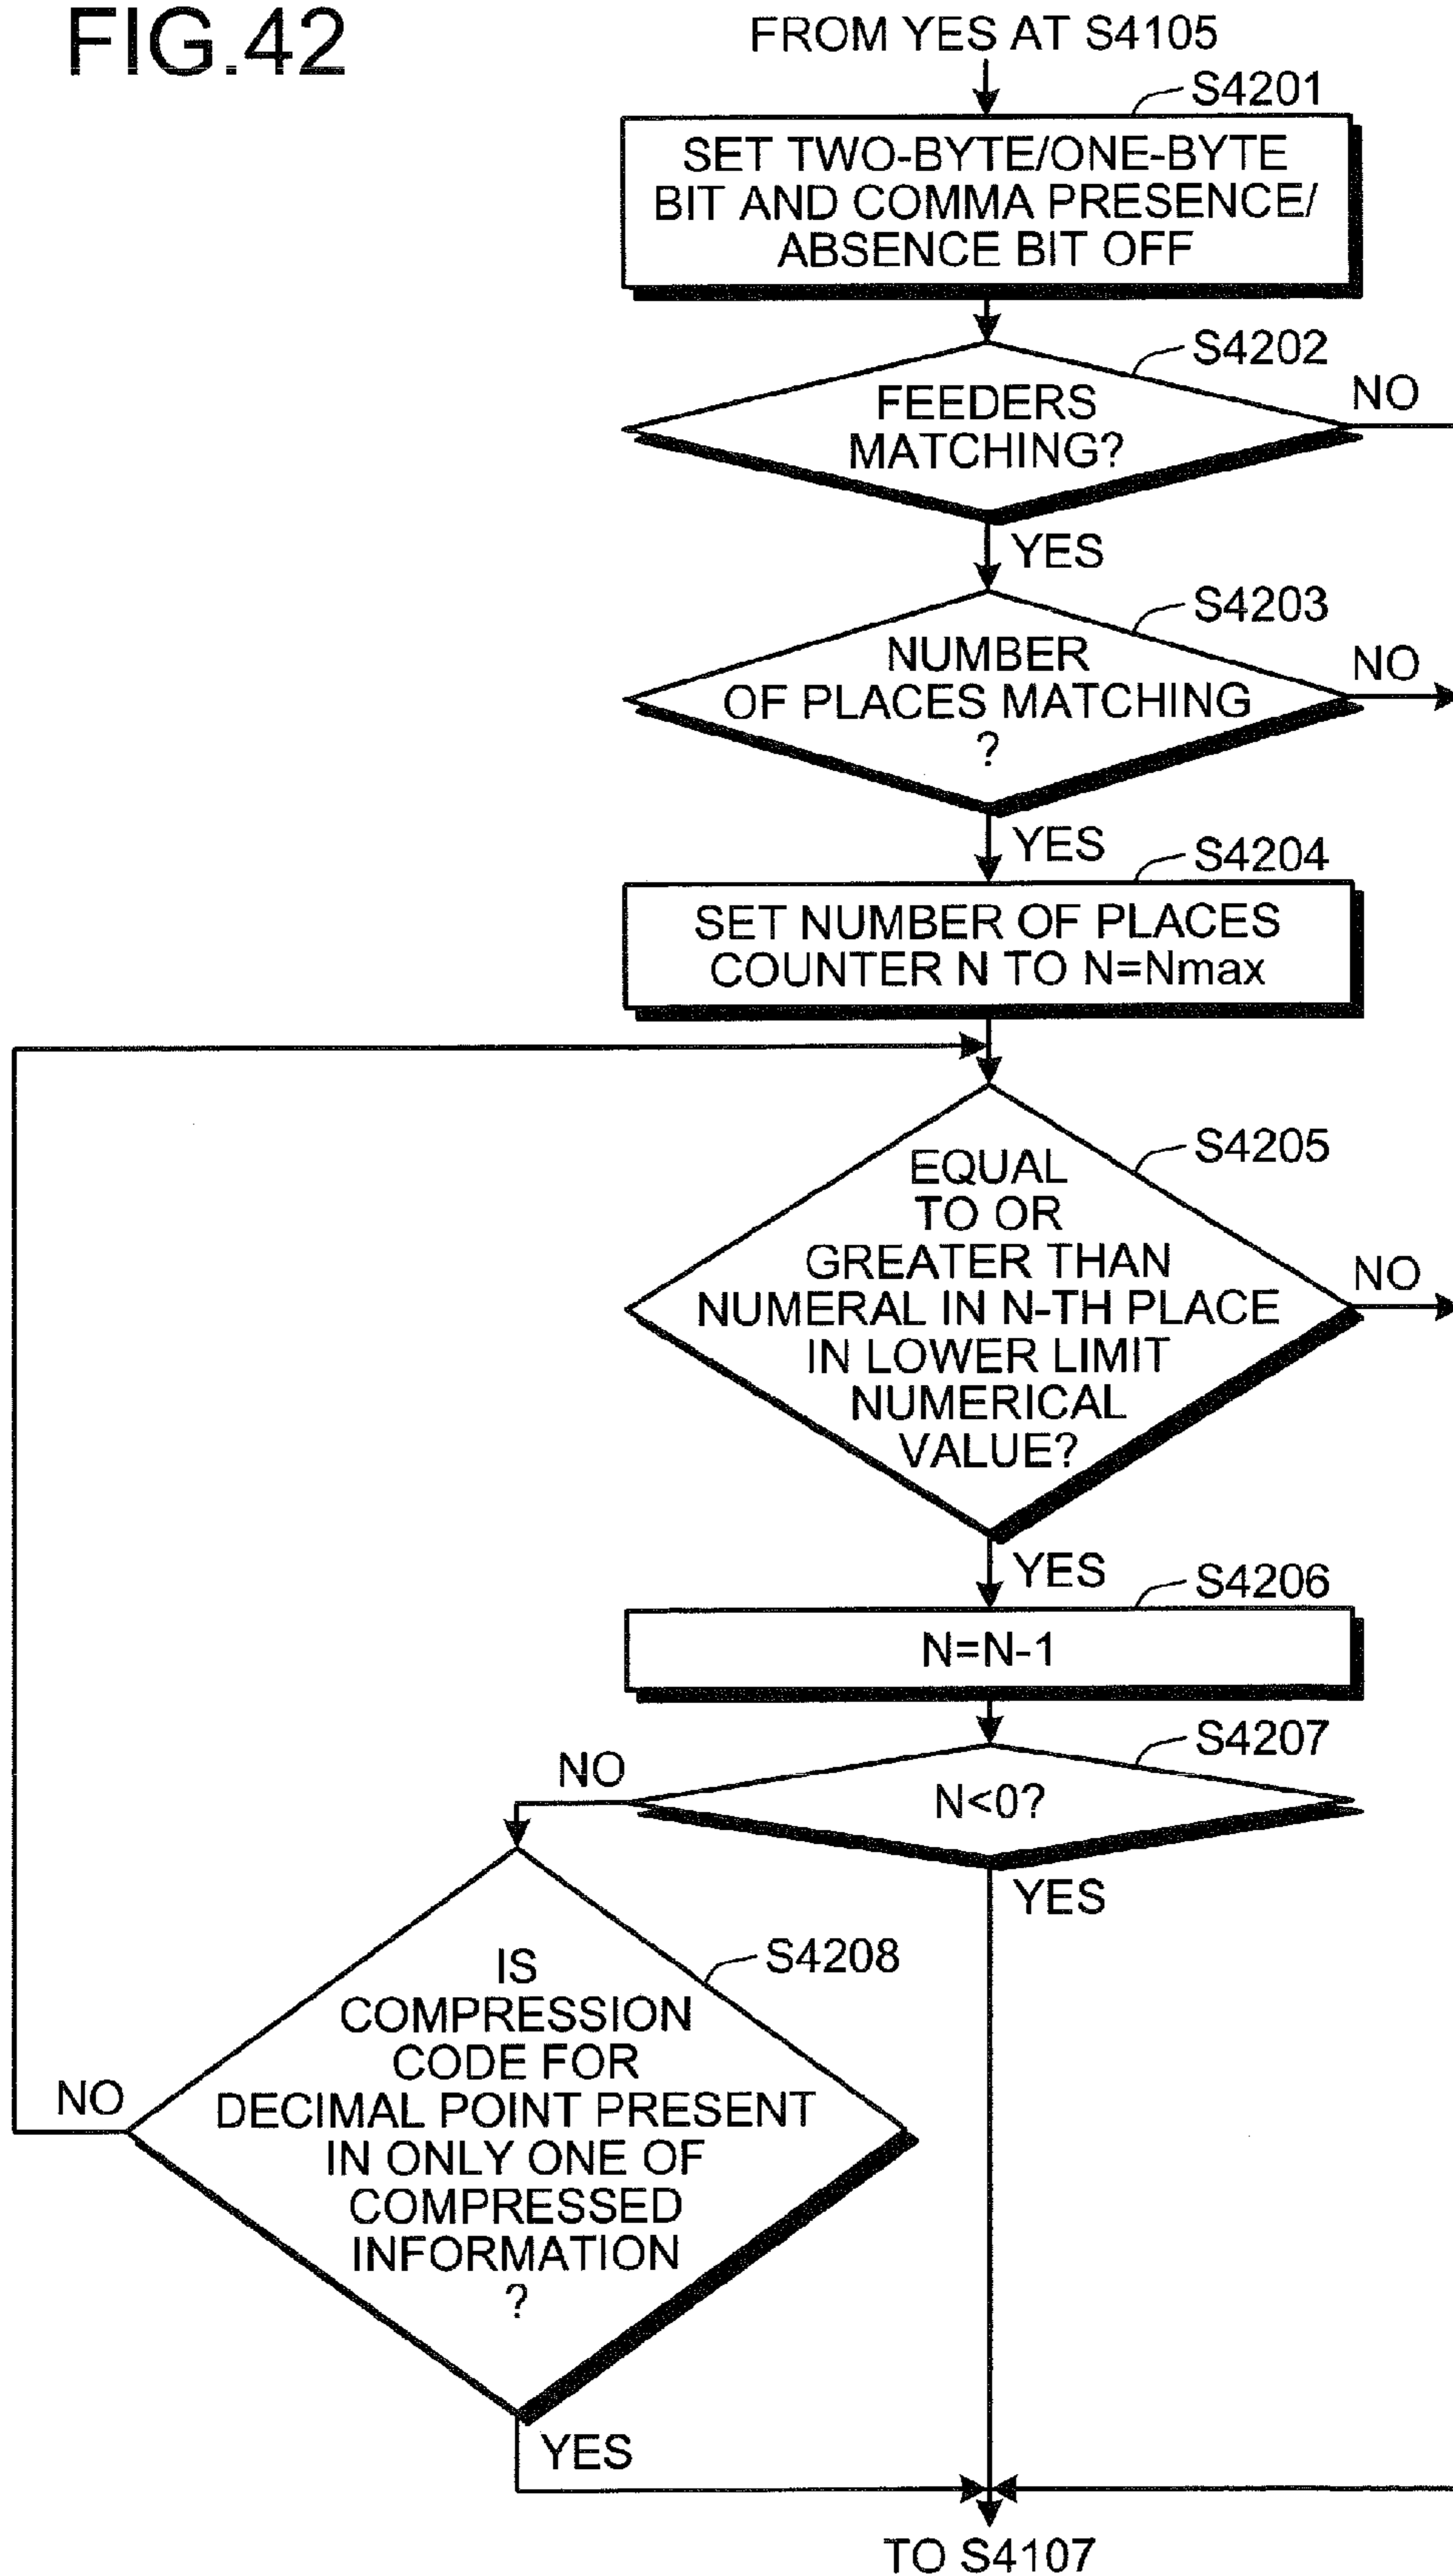 FIG.42
FROM YES AT S4105
S4201
SET TWO-BYTE/ONE-BYTE
BIT AND COMMA PRESENCE/
ABSENCE BIT OFF
S4202
FEEDERS
MATCHING?
NO
YES
S4203
NUMBER
OF PLACES MATCHING
?
NO
YES
S4204
SET NUMBER OF PLACES
COUNTER N TO N=Nmax
S4205
EQUAL
TO OR
GREATER THAN
NUMERAL IN N-TH PLACE
IN LOWER LIMIT
NUMERICAL
VALUE?
NO
YES
S4206
N=N-1
S4207
N<0?
NO
YES
S4208
IS
COMPRESSION
CODE FOR
DECIMAL POINT PRESENT
IN ONLY ONE OF
COMPRESSED
INFORMATION
?
NO
YES
TO S4107